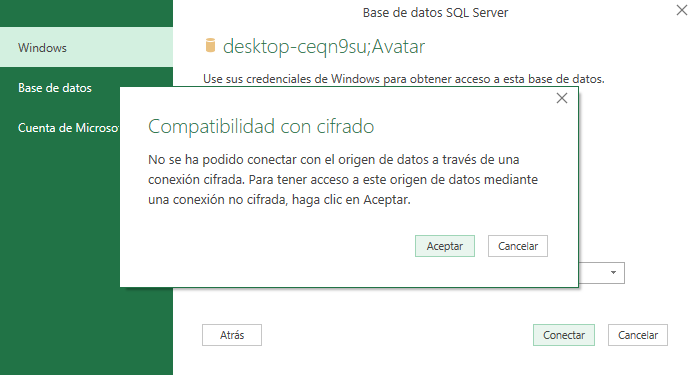 Base de datos SQL Server
Windows
desktop-ceqn9su;Avatar
Base de datos
Use sus credenciales de Windows para obtener acceso a esta base de datos.
Cuenta de Microso
Compatibilidad con cifrado
No se ha podido conectar con el origen de datos a través de una
conexión cifrada. Para tener acceso a este origen de datos mediante
una conexión no cifrada, haga clic en Aceptar.
Aceptar
Cancelar
Atrás
Conectar
Cancelar